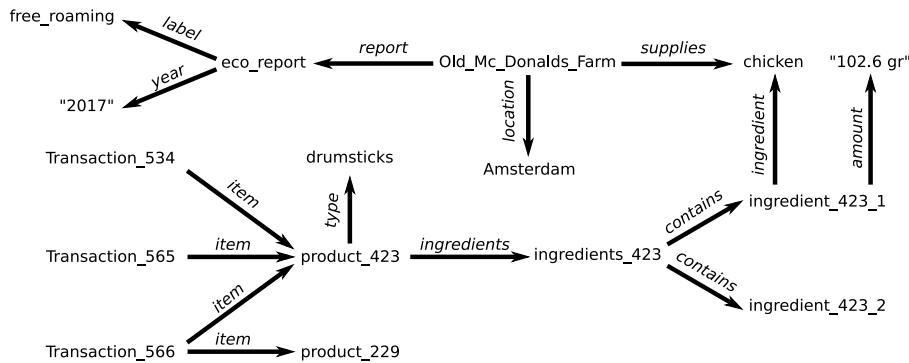 free_roaming
label
report
supplies
eco_report
Old_Mc_Donalds_Farm
chicken
"102.6 gr"
year
location
"2017"
ingredient
amount
Transaction_534
drumsticks
Amsterdam
item
type
contains
ingredient_423_1
item
ingredients
Transaction_565
product_423
ingredients_423
item
contains
ingredient_423_2
item
Transaction_566
product_229